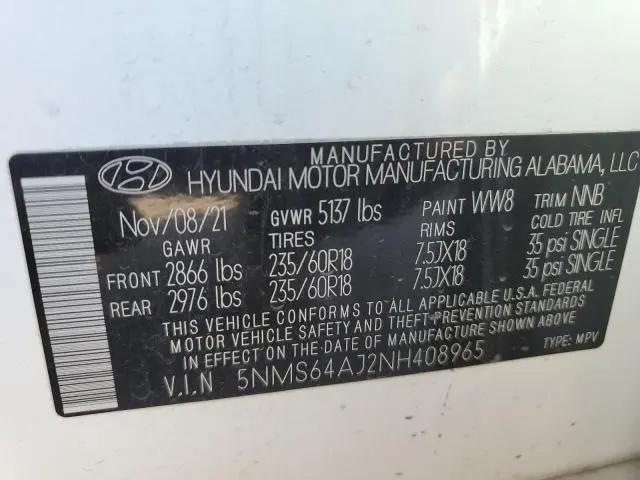 MANUFACTURED BY
HYUNDAI MOTOR MANUFACTURING ALABAMA, LLC
Nov/08/21 GVWR 5137 lbs PAINT WW8 TRIM NNB
GAWR TIRES RIMS COLD TIRE INFL
FRONT 2866 lbs 235/60R18 7.5JX18 35 psi SINGLE
REAR 2976 lbs 235/60R18 7.5JX18 35 psi SINGLE
THIS VEHICLE CONFORMS TO ALL APPLICABLE U.S.A. FEDERAL
MOTOR VEHICLE SAFETY AND THEFT PREVENTION STANDARDS
IN EFFECT ON THE DATE OF MANUFACTURE SHOWN ABOVE.
V.I.N 5NMS64AJ2NH408965 TYPE: MPV